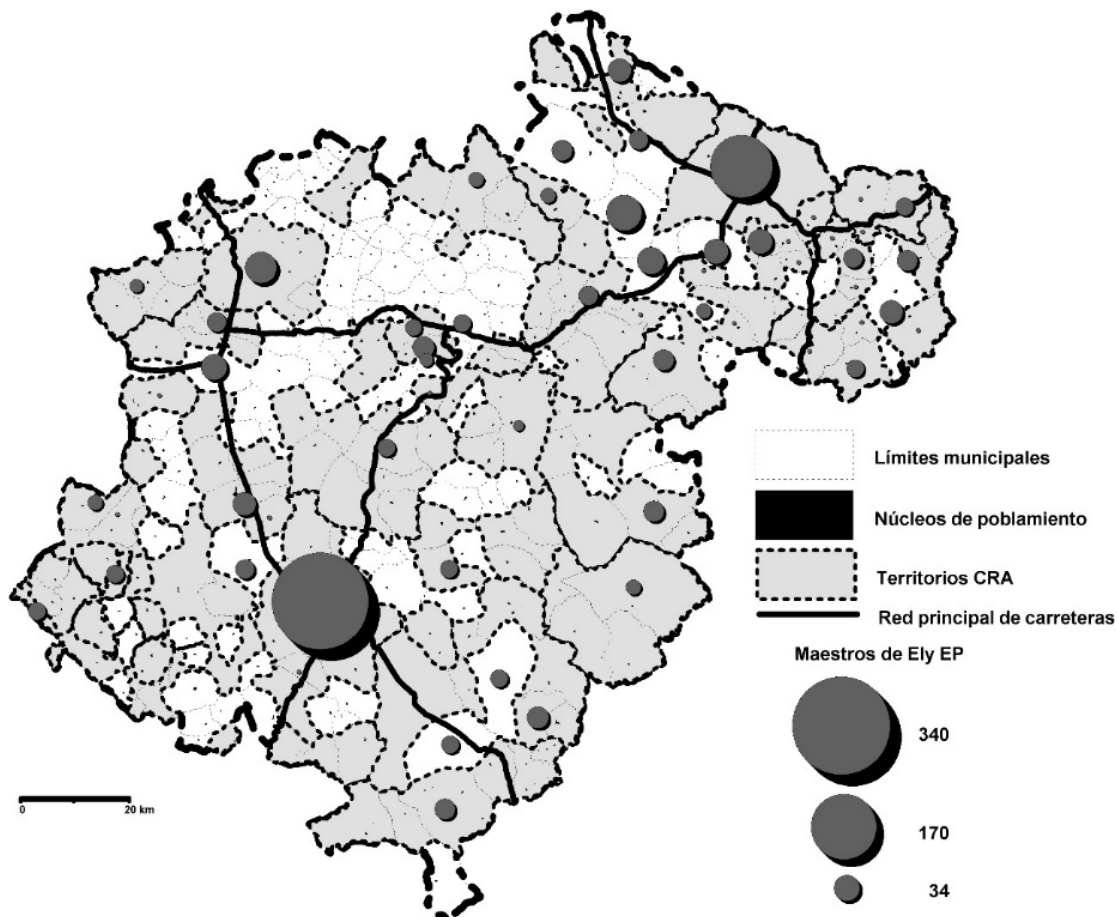 Límites municipales
Núcleos de poblamiento
Territorios CRA
Red principal de carreteras
Maestros de EIy EP
340
170
34
0
20 km